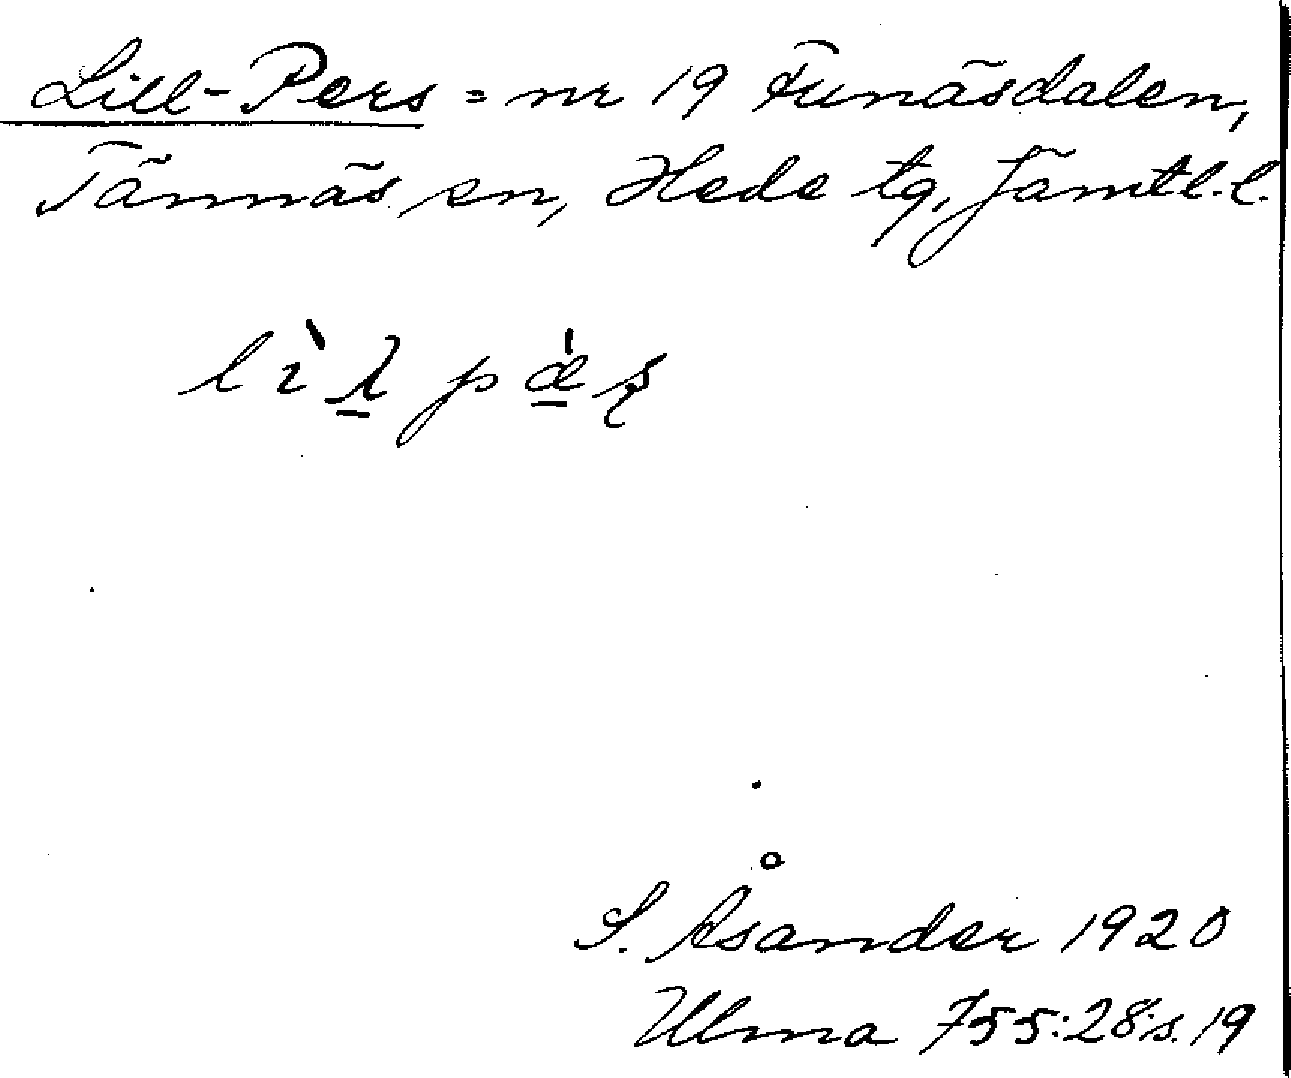 Lill-Pers = nr 19 Funäsdalen,
Tännäs sn, Hede tg, Jämtl. l.
S. Åsander 1920
Ulma 755:28 s. 19